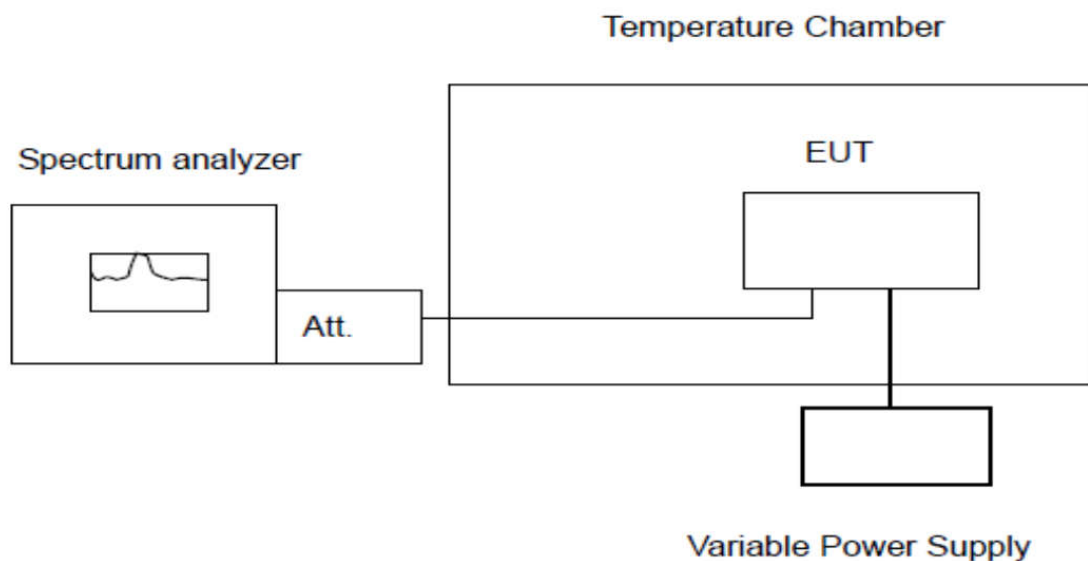 Temperature Chamber
Spectrum analyzer
EUT
Att.
Variable Power Supply